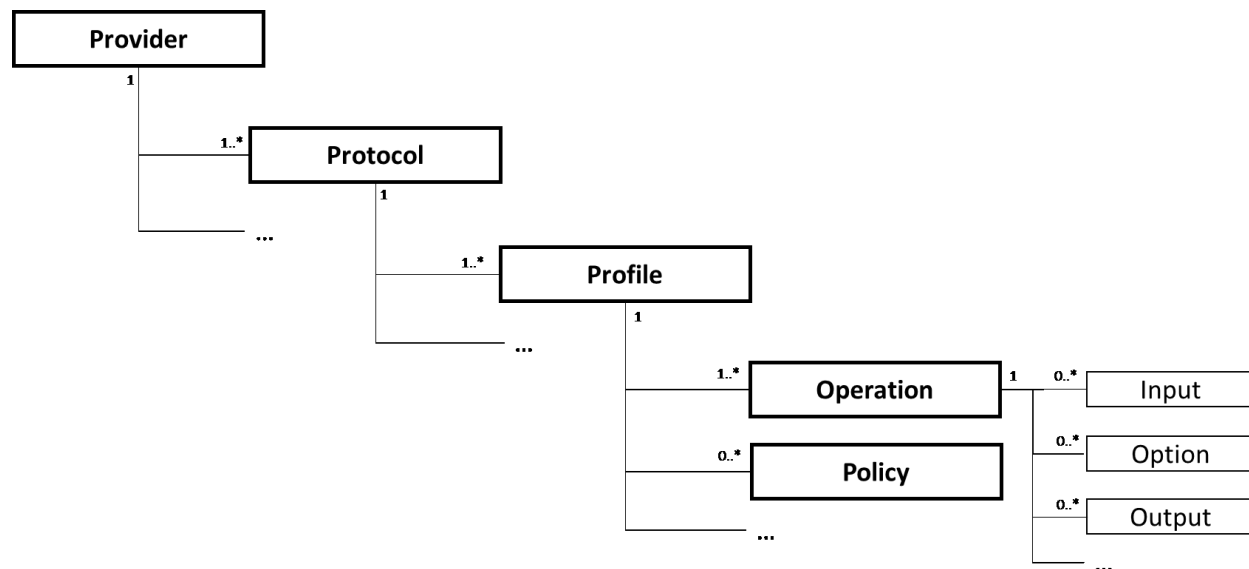 Provider
1
1..*
Protocol
1
...
1..*
Profile
1
...
1..*
Operation
1
0..*
Input
0..*
Option
0..*
Policy
0..*
Output
...
...